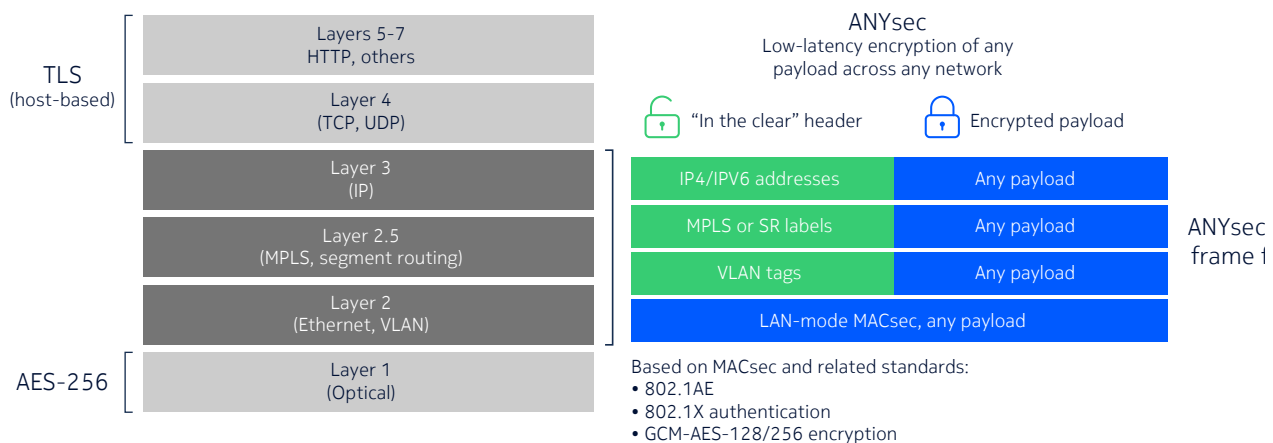 TLS
(host-based)
AES-256
Layers 5-7
HTTP, others
Layer 4
(TCP, UDP)
Layer 3
(IP)
Layer 2.5
(MPLS, segment routing)
Layer 2
(Ethernet, VLAN)
Layer 1
(Optical)
ANYsec
Low-latency encryption of any
payload across any network
“In the clear” header
Encrypted payload
IP4/IPV6 addresses
Any payload
MPLS or SR labels
Any payload
VLAN tags
Any payload
LAN-mode MACsec, any payload
ANYsec
frame
Based on MACsec and related standards:
• 802.1AE
• 802.1X authentication
• GCM-AES-128/256 encryption